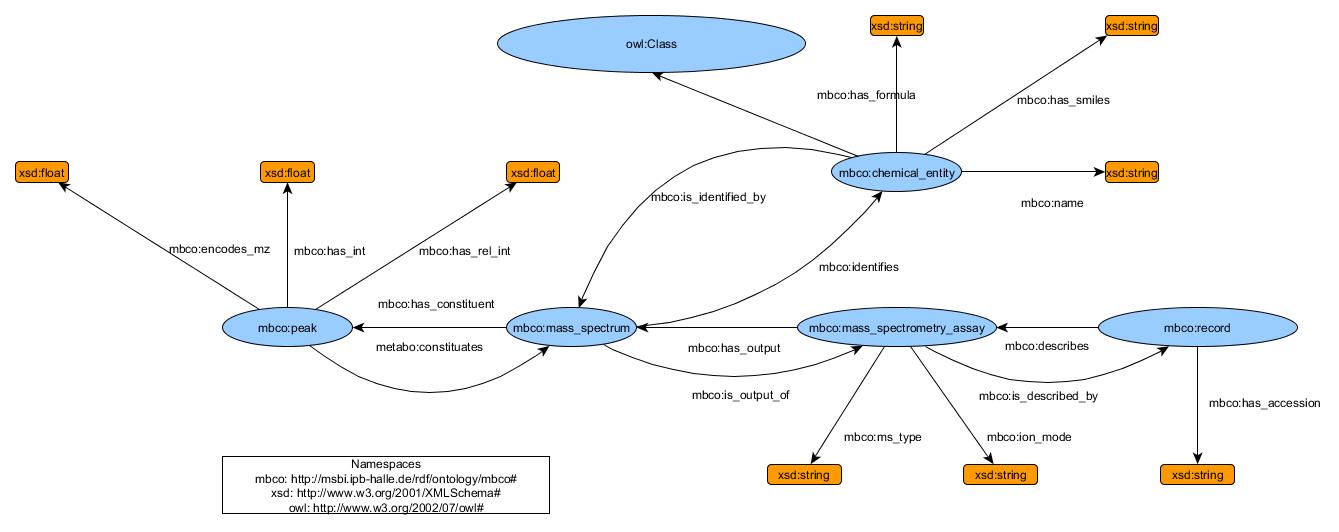 xsd:string
xsd:string
owl:Class
mbco:has_formula
mbco:has_smiles
xsd:float
xsd:float
xsd:float
mbco:chemical_entity
xsd:string
mbco:is_identified_by
mbco:name
mbco:encodes_mz
mbco:has_int
mbco:has_rel_int
mbco:identifies
mbco:has_constituent
mbco:peak
mbco:mass_spectrum
mbco:mass_spectrometry_assay
mbco:record
metabo:constituates
mbco:has_output
mbco:describes
mbco:is_output_of
mbco:is_described_by
mbco:has_accession
mbco:ms_type
mbco:ion_mode
xsd:string
xsd:string
xsd:string
Namespaces
mbco: http://msbi.ipb-halle.de/rdf/ontology/mbco#
xsd: http://www.w3.org/2001/XMLSchema#
owl: http://www.w3.org/2002/07/owl#